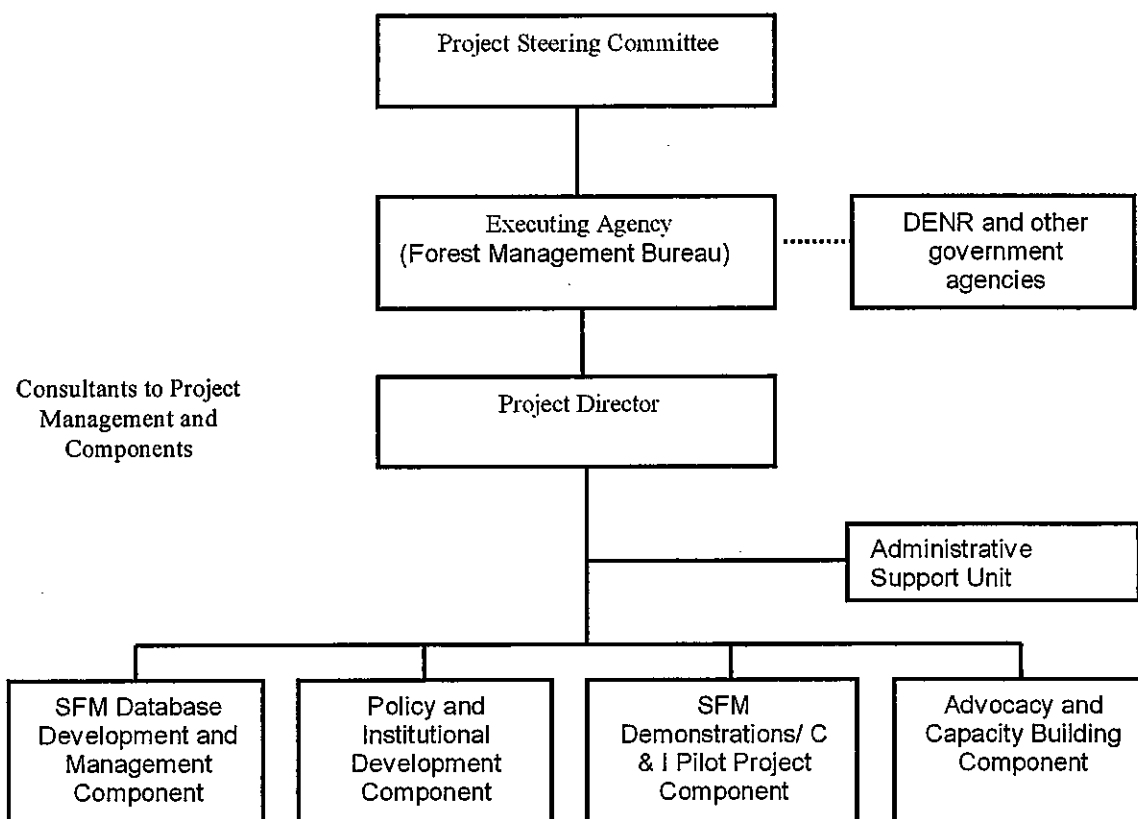 Project Steering Committee
Executing Agency
(Forest Management Bureau)
DENR and other
government
agencies
Consultants to Project
Management and
Components
Project Director
Administrative
Support Unit
SFM Database
Development and
Management
Component
Policy and
Institutional
Development
Component
SFM
Demonstrations/ C
& I Pilot Project
Component
Advocacy and
Capacity Building
Component